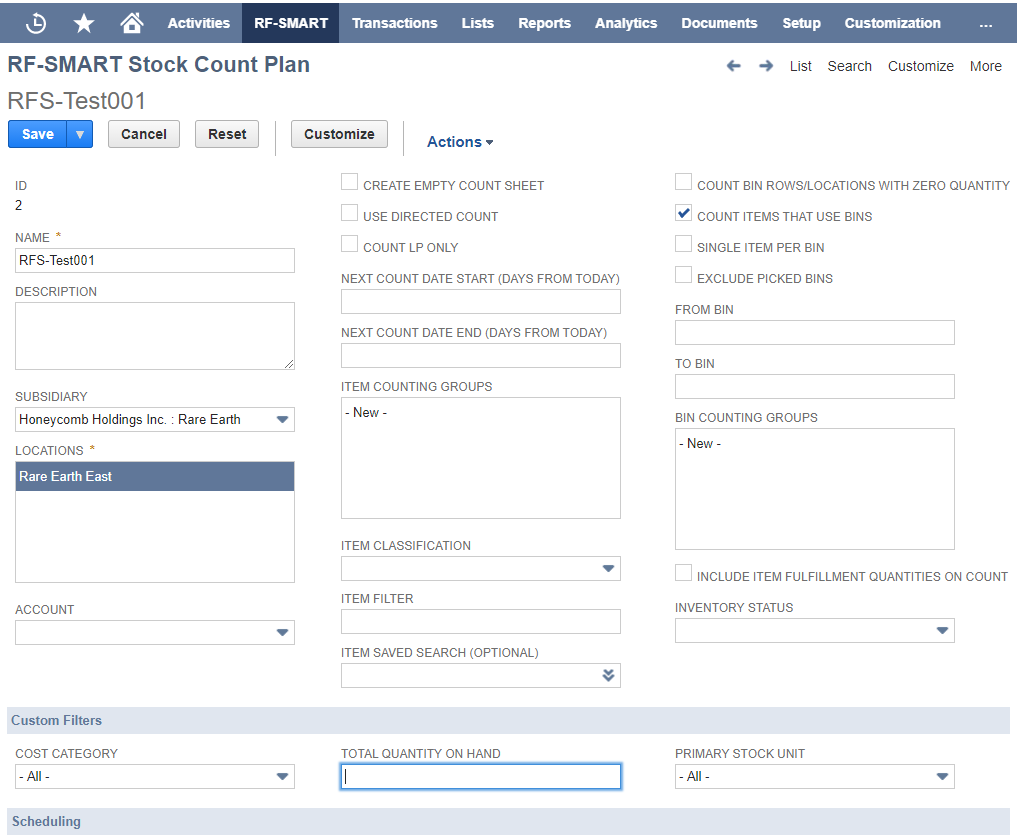 Activities RF-SMART Transactions Lists Reports Analytics Documents Setup Customization ...
RF-SMART Stock Count Plan
List Search Customize More
RFS-Test001
Save Cancel Reset Customize Actions
ID
2
NAME *
RFS-Test001
DESCRIPTION
SUBSIDIARY
Honeycomb Holdings Inc. : Rare Earth
LOCATIONS *
Rare Earth East
ACCOUNT
CREATE EMPTY COUNT SHEET
USE DIRECTED COUNT
COUNT LP ONLY
NEXT COUNT DATE START (DAYS FROM TODAY)
NEXT COUNT DATE END (DAYS FROM TODAY)
ITEM COUNTING GROUPS
- New -
ITEM CLASSIFICATION
ITEM FILTER
ITEM SAVED SEARCH (OPTIONAL)
COUNT BIN ROWS/LOCATIONS WITH ZERO QUANTITY
COUNT ITEMS THAT USE BINS
SINGLE ITEM PER BIN
EXCLUDE PICKED BINS
FROM BIN
TO BIN
BIN COUNTING GROUPS
- New -
INCLUDE ITEM FULFILLMENT QUANTITIES ON COUNT
INVENTORY STATUS
Custom Filters
COST CATEGORY
- All -
TOTAL QUANTITY ON HAND
PRIMARY STOCK UNIT
- All -
Scheduling